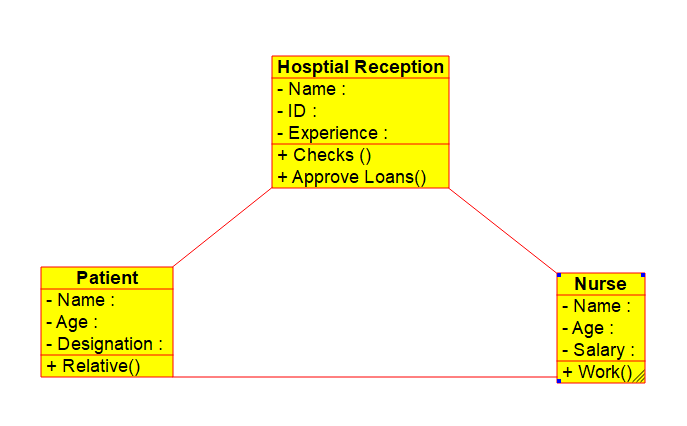 Hosptial Reception
- Name :
- ID :
- Experience :
+ Checks ()
+ Approve Loans()
Patient
- Name :
- Age :
- Designation :
+ Relative()
Nurse
- Name :
- Age :
- Salary :
+ Work()